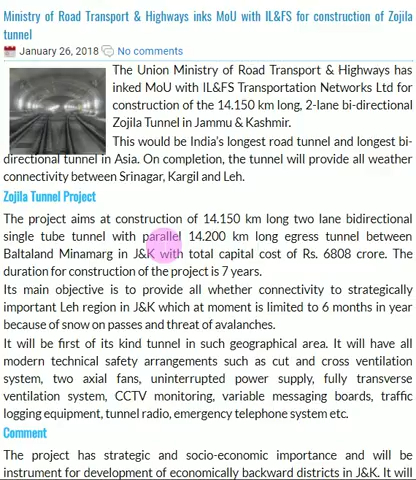 Ministry of Road Transport & Highways inks MoU with IL&FS for construction of Zojila
tunnel
January 26, 2018 No comments
The Union Ministry of Road Transport & Highways has
inked MoU with IL&FS Transportation Networks Ltd for
construction of the 14.150 km long, 2-lane bi-directional
Zojila Tunnel in Jammu & Kashmir.
This would be India's longest road tunnel and longest bi-
directional tunnel in Asia. On completion, the tunnel will provide all weather
connectivity between Srinagar, Kargil and Leh.
Zojila Tunnel Project
The project aims at construction of 14.150 km long two lane bidirectional
single tube tunnel with parallel 14.200 km long egress tunnel between
Baltaland Minamarg in J&K with total capital cost of Rs. 6808 crore. The
duration for construction of the project is 7 years.
Its main objective is to provide all whether connectivity to strategically
important Leh region in J&K which at moment is limited to 6 months in year
because of snow on passes and threat of avalanches.
It will be first of its kind tunnel in such geographical area. It will have all
modern technical safety arrangements such as cut and cross ventilation
system, two axial fans, uninterrupted power supply, fully transverse
ventilation system, CCTV monitoring, variable messaging boards, traffic
logging equipment, tunnel radio, emergency telephone system etc.
Comment
The project has strategic and socio-economic importance and will be
instrument for development of economically backward districts in J&K. It will